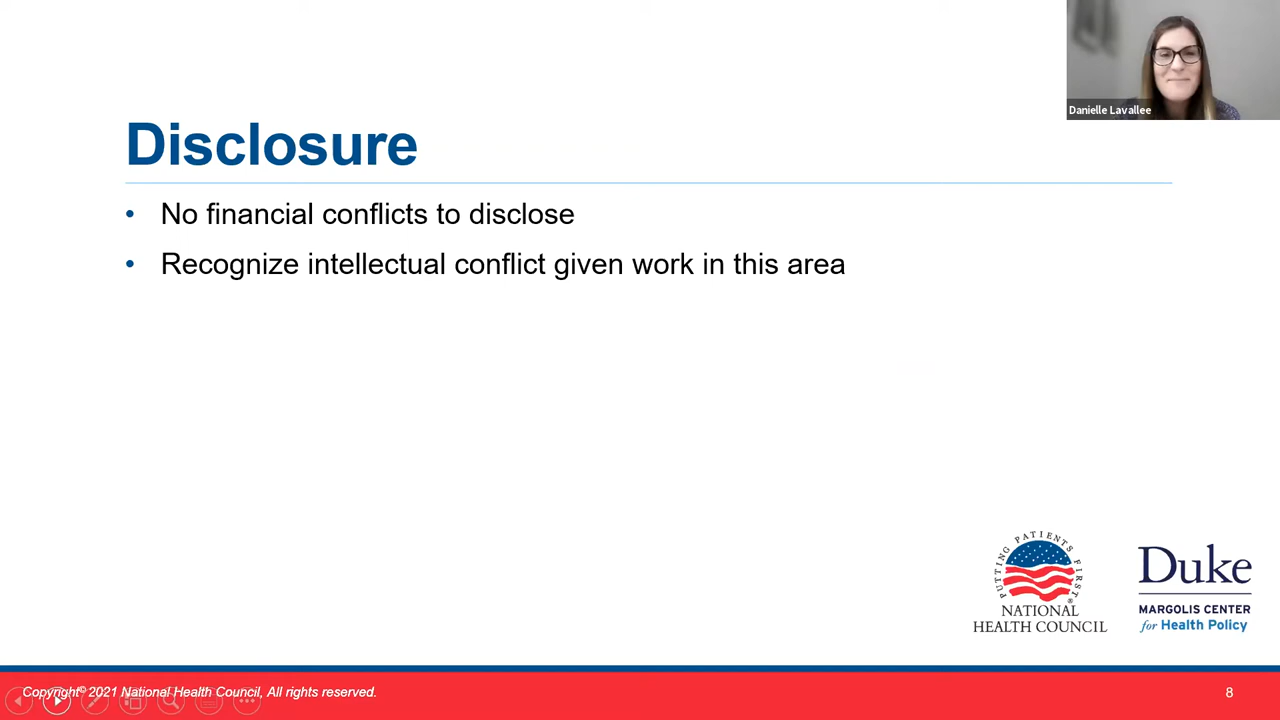 Danielle Lavallee
Disclosure
• No financial conflicts to disclose
• Recognize intellectual conflict given work in this area
PUTTING PATIENTS FIRST®
NATIONAL
HEALTH COUNCIL
Duke
MARGOLIS CENTER
for Health Policy
Copyright© 2021 National Health Council, All rights reserved.
8